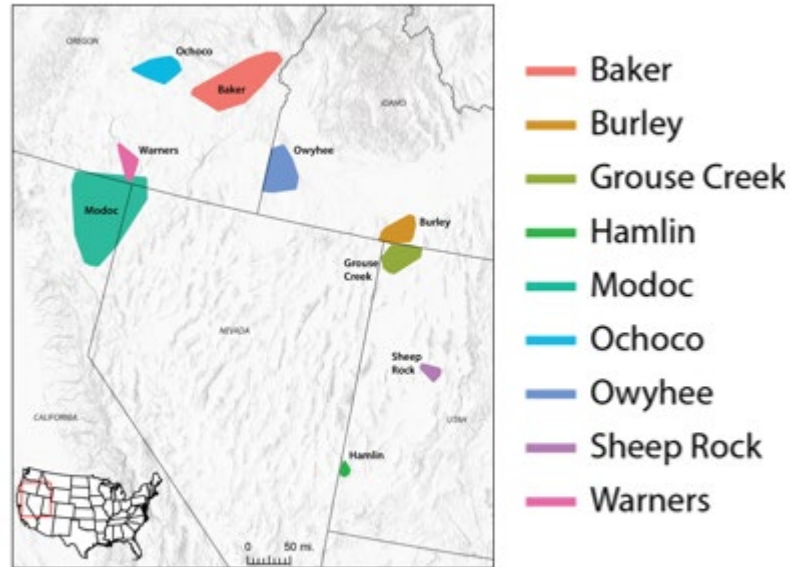 OREGON
Ochoco
Baker
IDAHO
Warners
Owyhee
Modoc
Burley
Grouse
Creek
NEVADA
Sheep
Rock
CALIFORNIA
UTAH
Hamlin
0 50 mi.
Baker
Burley
Grouse Creek
Hamlin
Modoc
Ochoco
Owyhee
Sheep Rock
Warners